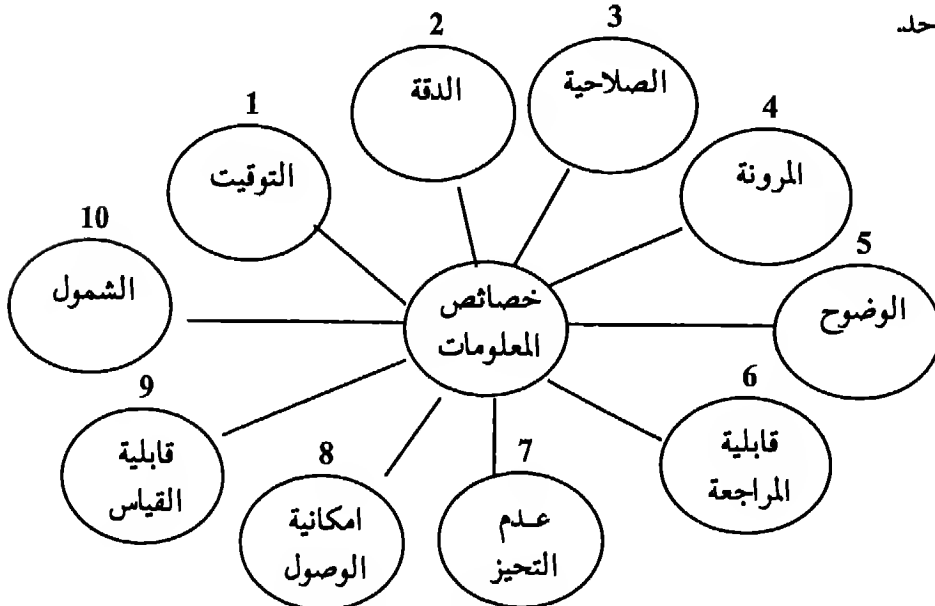 حد.
خصائص
المعلومات
1
التوقيت
2
الدقة
3
الصلاحية
4
المرونة
5
الوضوح
6
قابلية
المراجعة
7
عدم
التحيز
8
امكانية
الوصول
9
قابلية
القياس
10
الشمول